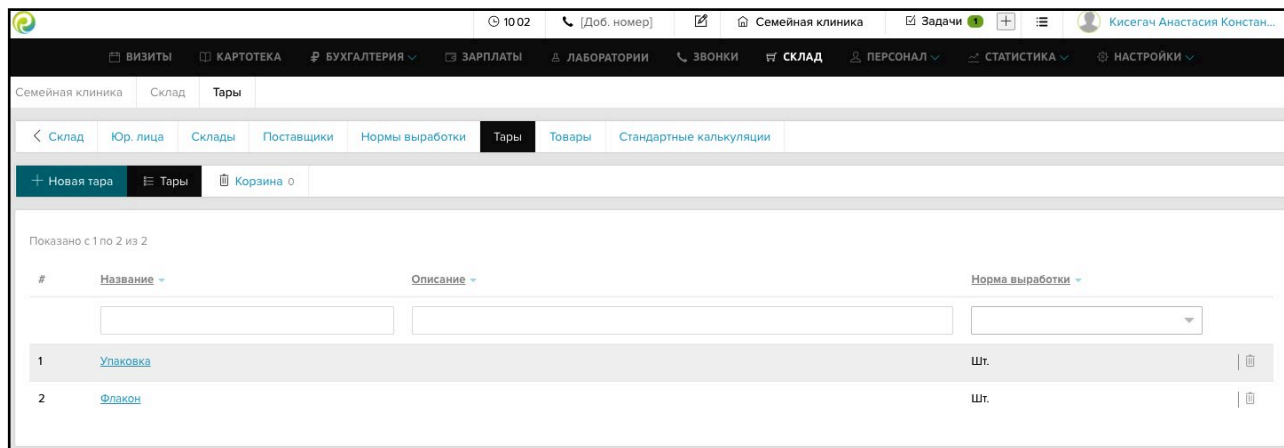 10 02 [Доб. номер] Семейная клиника Задачи 1 Кисегач Анастасия Констан...
ВИЗИТЫ КАРТОТЕКА ₽ БУХГАЛТЕРИЯ ЗАРПЛАТЫ ЛАБОРАТОРИИ ЗВОНКИ СКЛАД ПЕРСОНАЛ СТАТИСТИКА НАСТРОЙКИ
Семейная клиника Склад Тары
Склад Юр. лица Склады Поставщики Нормы выработки Тары Товары Стандартные калькуляции
+ Новая тара Тары Корзина 0
Показано с 1 по 2 из 2
# Название Описание Норма выработки
1 Упаковка Шт.
2 Флакон Шт.